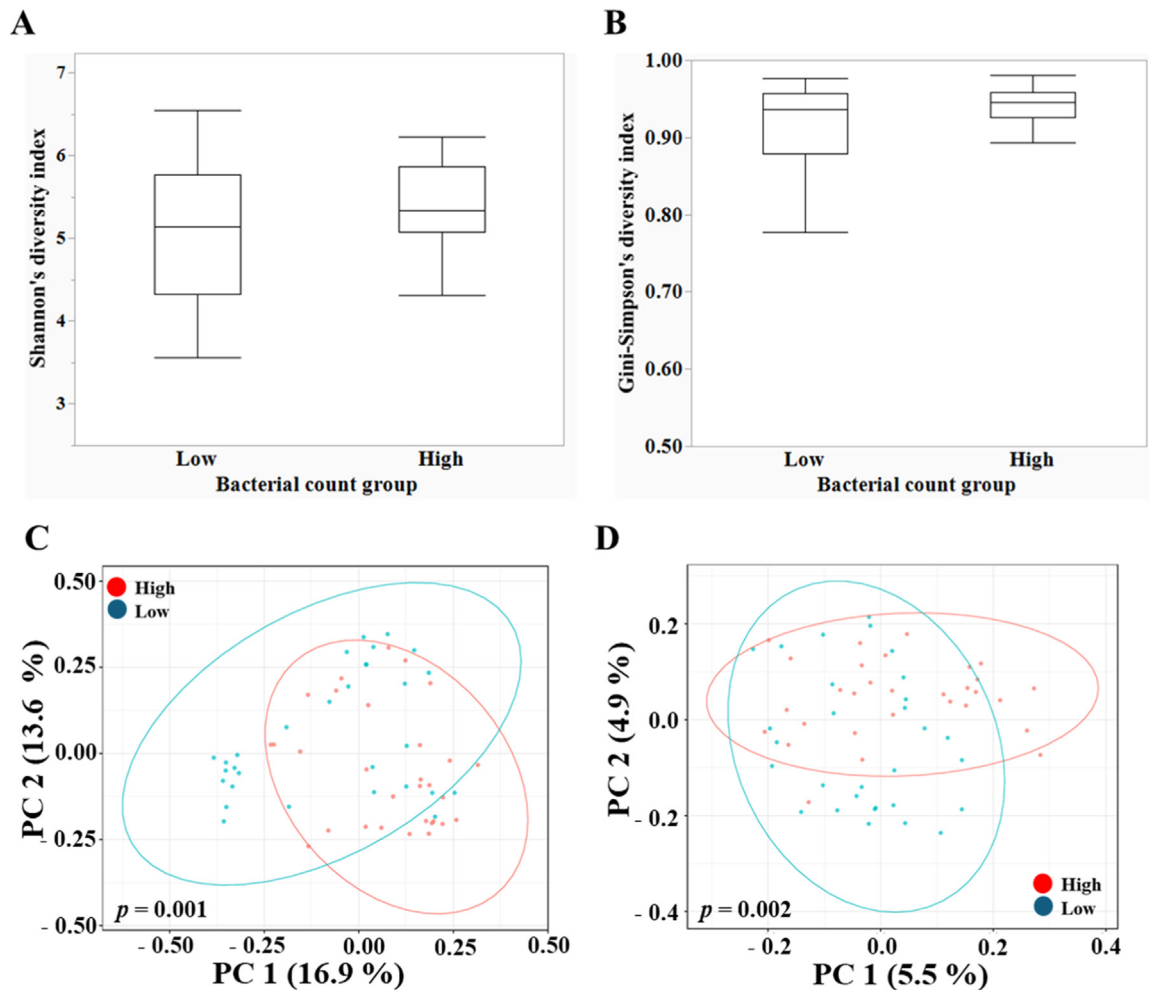 A
Shannon's diversity index
7
6
5
4
3
Low High
Bacterial count group
B
Gini-Simpson's diversity index
1.00
0.90
0.80
0.70
0.60
0.50
Low High
Bacterial count group
C
High
Low
PC 2 (13.6 %)
0.50
0.25
0.00
- 0.25
- 0.50
p = 0.001
- 0.50 - 0.25 0.00 0.25 0.50
PC 1 (16.9 %)
D
PC 2 (4.9 %)
0.2
0.0
- 0.2
- 0.4
High
Low
p = 0.002
- 0.2 0.0 0.2 0.4
PC 1 (5.5 %)